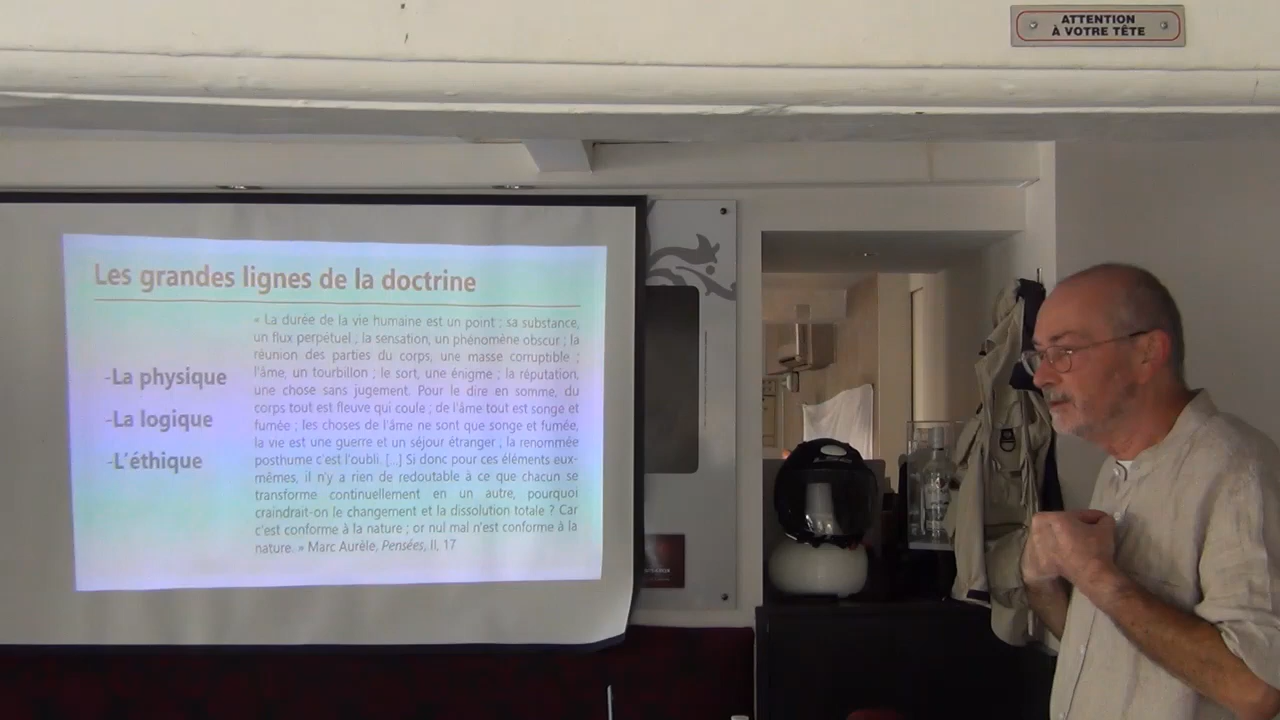 ATTENTION
À VOTRE TÊTE
Les grandes lignes de la doctrine
-La physique
-La logique
-L'éthique
« La durée de la vie humaine est un point ; sa substance,
un flux perpétuel ; la sensation, un phénomène obscur ; la
réunion des parties du corps, une masse corruptible ;
l'âme, un tourbillon ; le sort, une énigme ; la réputation,
une chose sans jugement. Pour le dire en somme, du
corps tout est fleuve qui coule ; de l'âme tout est songe et
fumée ; les choses de l'âme ne sont que songe et fumée,
la vie est une guerre et un séjour étranger ; la renommée
posthume c'est l'oubli. [...] Si donc pour ces éléments eux-
mêmes, il n'y a rien de redoutable à ce que chacun se
transforme continuellement en un autre, pourquoi
craindrait-on le changement et la dissolution totale ? Car
c'est conforme à la nature ; or nul mal n'est conforme à la
nature. » Marc Aurèle, Pensées, II, 17
LS2